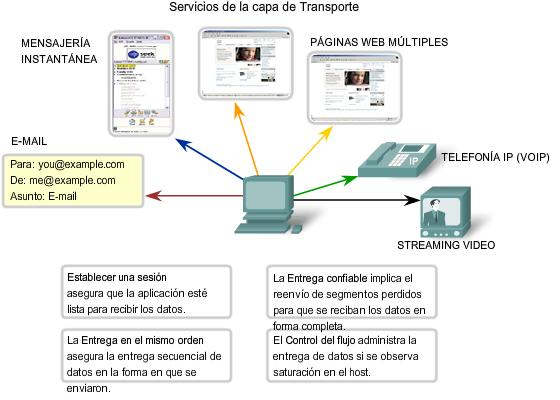 Servicios de la capa de Transporte
MENSAJERÍA
INSTANTÁNEA
PÁGINAS WEB MÚLTIPLES
E-MAIL
Para: you@example.com
De: me@example.com
Asunto: E-mail
IP
TELEFONÍA IP (VOIP)
STREAMING VIDEO
Establecer una sesión
asegura que la aplicación esté
lista para recibir los datos.
La Entrega confiable implica el
reenvío de segmentos perdidos
para que se reciban los datos en
forma completa.
La Entrega en el mismo orden
asegura la entrega secuencial de
datos en la forma en que se
enviaron.
El Control del flujo administra la
entrega de datos si se observa
saturación en el host.